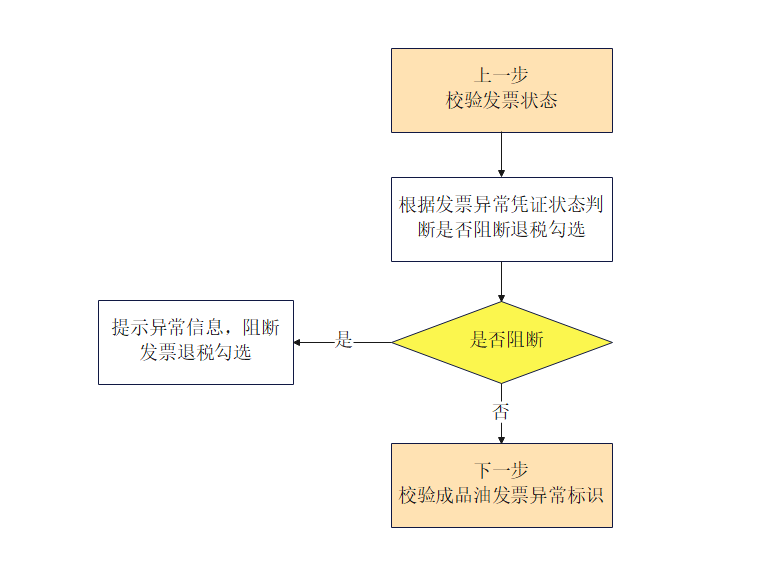 上一步
校验发票状态
根据发票异常凭证状态判
断是否阻断退税勾选
提示异常信息，阻断
发票退税勾选
是
是否阻断
否
下一步
校验成品油发票异常标识